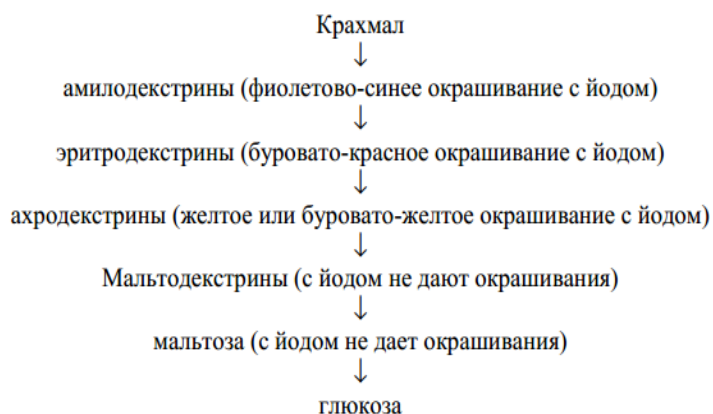 Крахмал
↓
амилодекстрины (фиолетово-синее окрашивание с йодом)
↓
эритродекстрины (буровато-красное окрашивание с йодом)
↓
ахродекстрины (желтое или буровато-желтое окрашивание с йодом)
↓
Мальтодекстрины (с йодом не дают окрашивания)
↓
мальтоза (с йодом не дает окрашивания)
↓
глюкоза